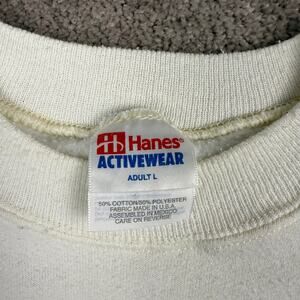 Hanes®
ACTIVEWEAR
ADULT L
50% COTTON/50% POLYESTER
FABRIC MADE IN U.S.A.
ASSEMBLED IN MEXICO
CARE ON REVERSE